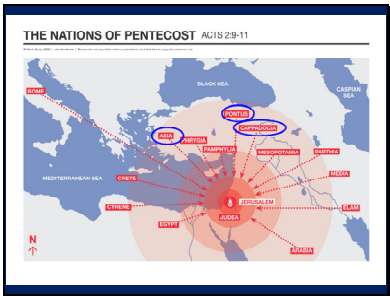 THE NATIONS OF PENTECOST ACTS 2:9-11
BLACK SEA
CASPIAN
SEA
ROME
PONTUS
CAPPADOCIA
ASIA
PHRYGIA
PAMPHYLIA
MESOPOTAMIA
PARTHIA
MEDIA
MEDITERRANEAN SEA
CRETE
CYRENE
JERUSALEM
ELAM
JUDEA
EGYPT
N
ARABIA